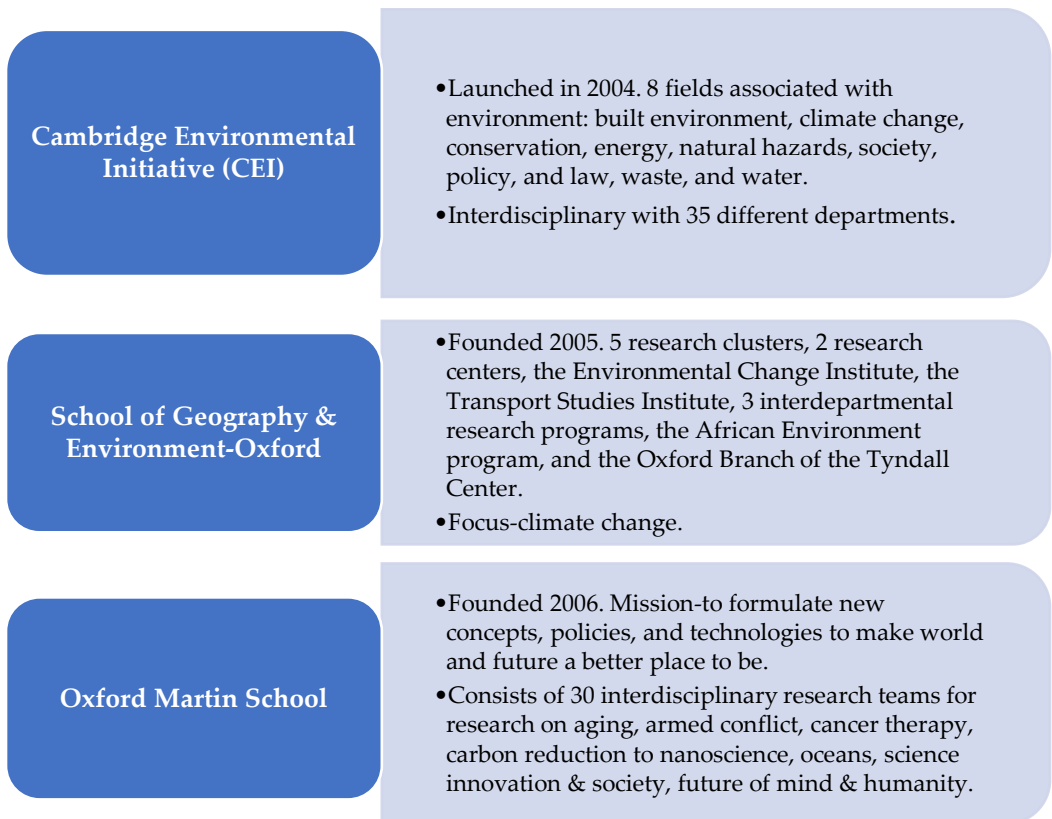 Cambridge Environmental
Initiative (CEI)
•Launched in 2004. 8 fields associated with
environment: built environment, climate change,
conservation, energy, natural hazards, society,
policy, and law, waste, and water.
•Interdisciplinary with 35 different departments.
School of Geography &
Environment-Oxford
•Founded 2005. 5 research clusters, 2 research
centers, the Environmental Change Institute, the
Transport Studies Institute, 3 interdepartmental
research programs, the African Environment
program, and the Oxford Branch of the Tyndall
Center.
•Focus-climate change.
Oxford Martin School
•Founded 2006. Mission-to formulate new
concepts, policies, and technologies to make world
and future a better place to be.
•Consists of 30 interdisciplinary research teams for
research on aging, armed conflict, cancer therapy,
carbon reduction to nanoscience, oceans, science
innovation & society, future of mind & humanity.